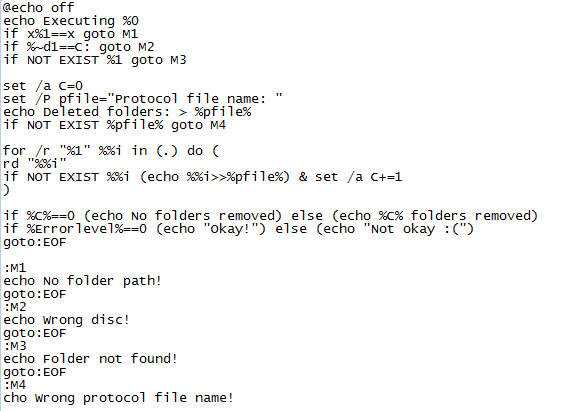 @echo off
echo Executing %0
if x%1==x goto M1
if %~d1==C: goto M2
if NOT EXIST %1 goto M3
set /a C=0
set /P pfile="Protocol file name: "
echo Deleted folders: > %pfile%
if NOT EXIST %pfile% goto M4
for /r "%1" %%i in (.) do (
rd "%%i"
if NOT EXIST %%i (echo %%i>>%pfile%) & set /a C+=1
)
if %C%==0 (echo No folders removed) else (echo %C% folders removed)
if %Errorlevel%==0 (echo "Okay!") else (echo "Not okay :(")
goto:EOF
:M1
echo No folder path!
goto:EOF
:M2
echo Wrong disc!
goto:EOF
:M3
echo Folder not found!
goto:EOF
:M4
cho Wrong protocol file name!